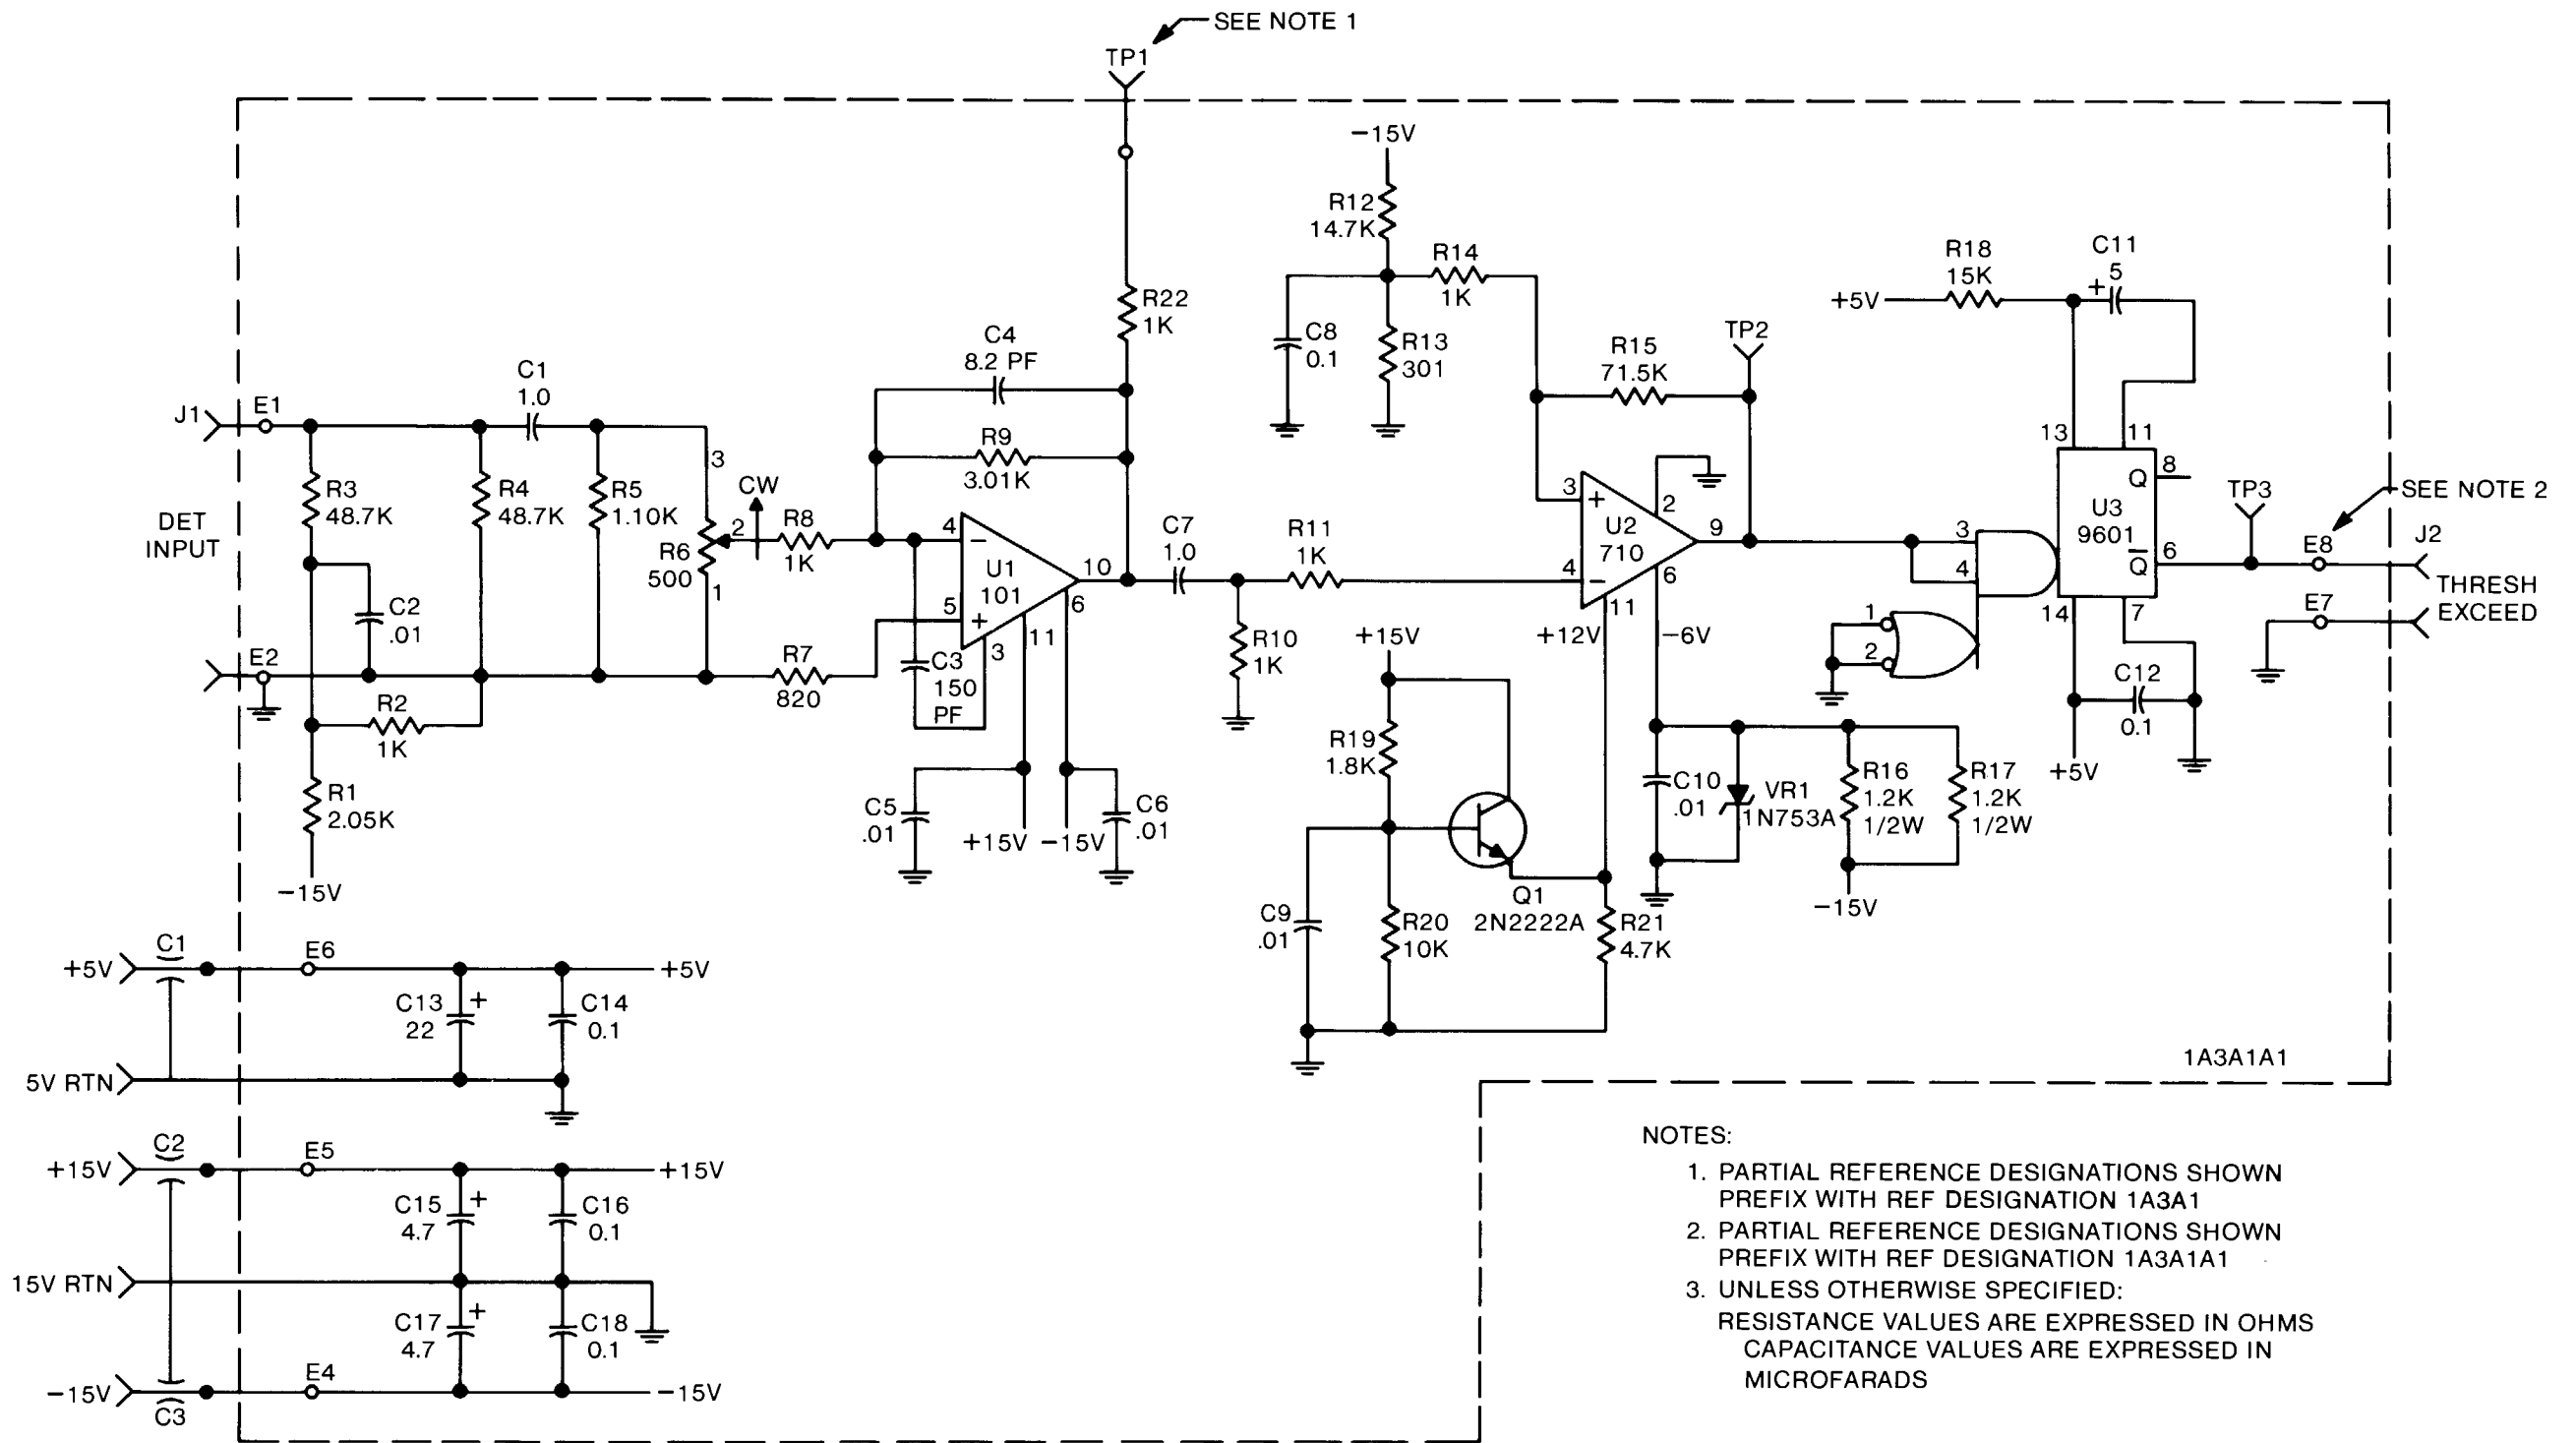 SEE NOTE 1
TP1
−15V
R12
14.7K
R14
1K
C8
0.1
R13
301
R22
1K
C4
8.2 PF
R9
3.01K
R15
71.5K
TP2
R18
15K
C11
5
+
+5V
13
11
8
Q
U3
9601
6
Q̅
14
7
TP3
SEE NOTE 2
E8
J2
THRESH
EXCEED
E7
J1
E1
C1
1.0
DET
INPUT
R3
48.7K
R4
48.7K
R5
1.10K
3
CW
2
R6
500
1
R8
1K
4
−
U1
101
10
5
+
3
11
6
C7
1.0
R11
1K
R10
1K
3
+
2
U2
710
9
4
−
6
11
+12V
−6V
3
4
1
2
C2
.01
E2
R2
1K
R7
820
C3
150
PF
R1
2.05K
−15V
C5
.01
+15V
−15V
C6
.01
+15V
R19
1.8K
C9
.01
R20
10K
Q1
2N2222A
R21
4.7K
C10
.01
VR1
1N753A
R16
1.2K
1/2W
R17
1.2K
1/2W
−15V
C12
0.1
+5V
+5V
C1
E6
+5V
C13
22
+
C14
0.1
5V RTN
1A3A1A1
+15V
C2
E5
+15V
C15
4.7
+
C16
0.1
15V RTN
C17
4.7
+
C18
0.1
−15V
C3
E4
−15V
NOTES:
1. PARTIAL REFERENCE DESIGNATIONS SHOWN
PREFIX WITH REF DESIGNATION 1A3A1
2. PARTIAL REFERENCE DESIGNATIONS SHOWN
PREFIX WITH REF DESIGNATION 1A3A1A1
3. UNLESS OTHERWISE SPECIFIED:
RESISTANCE VALUES ARE EXPRESSED IN OHMS
CAPACITANCE VALUES ARE EXPRESSED IN
MICROFARADS